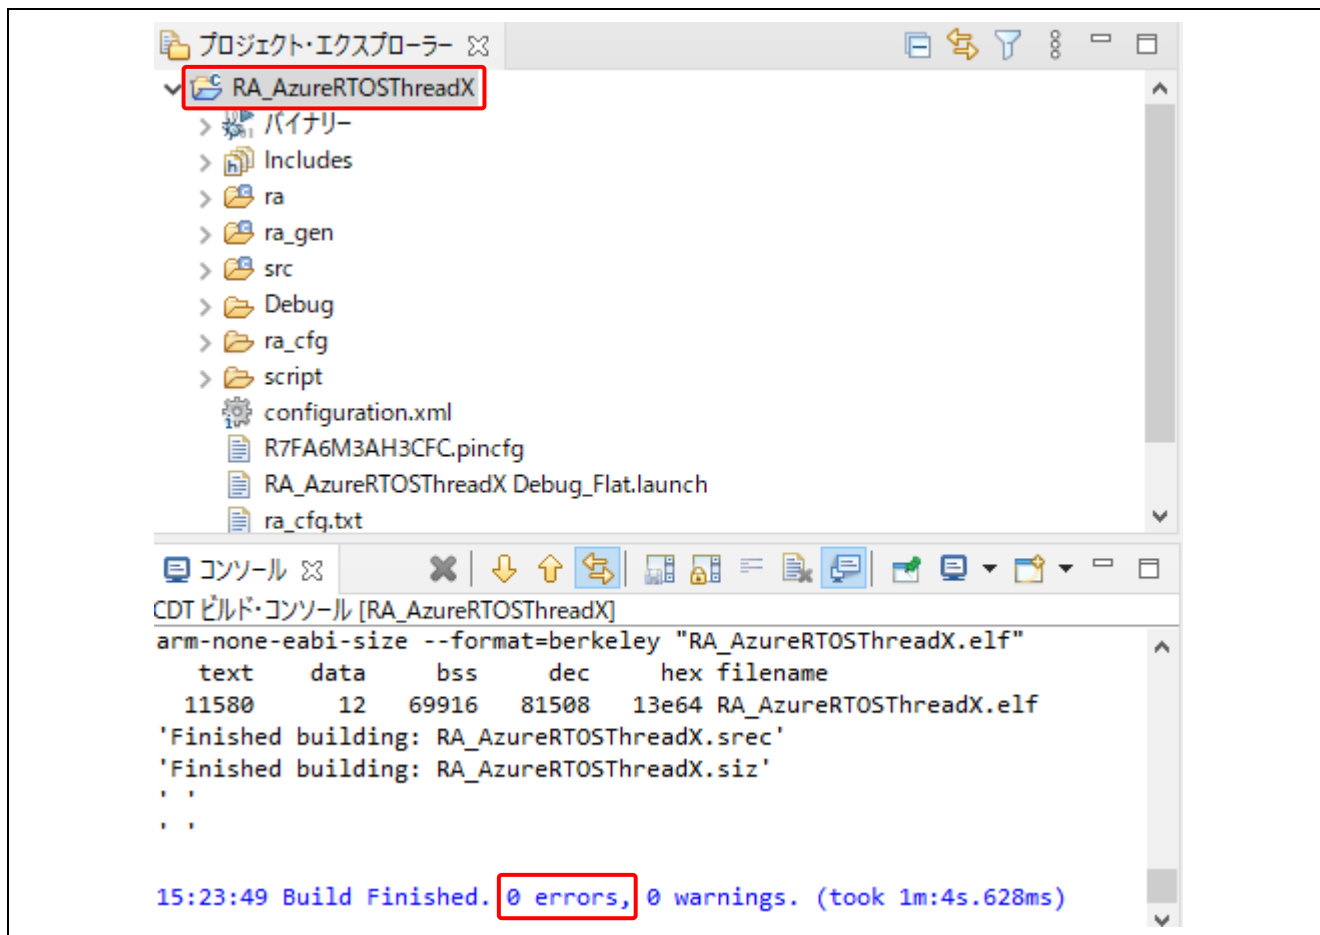 プロジェクト・エクスプローラー
RA_AzureRTOSThreadX
バイナリー
Includes
ra
ra_gen
src
Debug
ra_cfg
script
configuration.xml
R7FA6M3AH3CFC.pincfg
RA_AzureRTOSThreadX Debug_Flat.launch
ra_cfg.txt
コンソール
CDT ビルド・コンソール [RA_AzureRTOSThreadX]
arm-none-eabi-size --format=berkeley "RA_AzureRTOSThreadX.elf"
text data bss dec hex filename
11580 12 69916 81508 13e64 RA_AzureRTOSThreadX.elf
'Finished building: RA_AzureRTOSThreadX.srec'
'Finished building: RA_AzureRTOSThreadX.siz'
' '
' '
15:23:49 Build Finished. 0 errors, 0 warnings. (took 1m:4s.628ms)